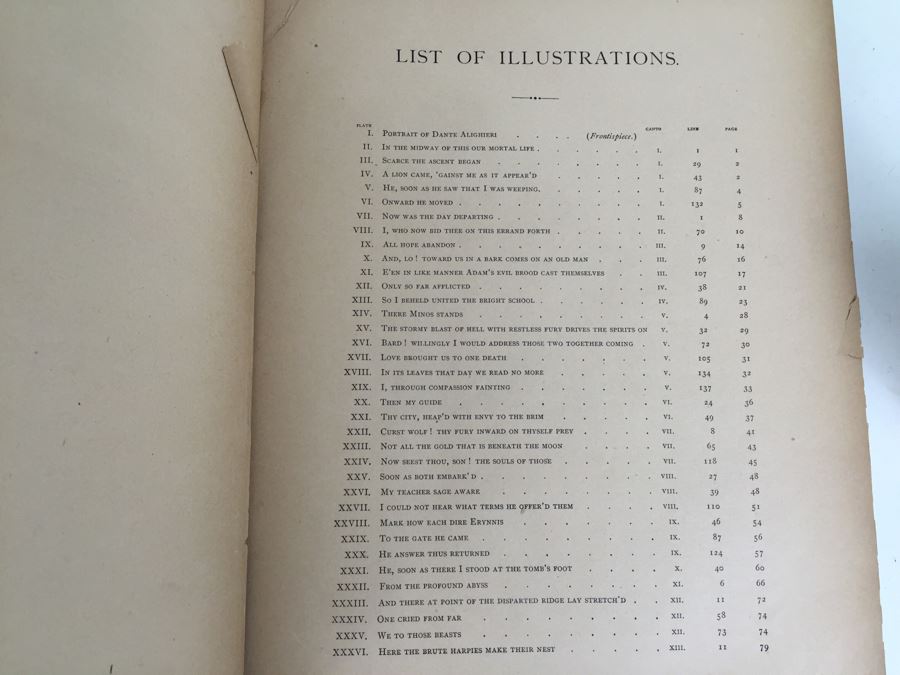 LIST OF ILLUSTRATIONS.
PLATE CANTO LINE PAGE
I. PORTRAIT OF DANTE ALIGHIERI . . . . (Frontispiece.)
II. IN THE MIDWAY OF THIS OUR MORTAL LIFE . . . . . . I. 1 1
III. SCARCE THE ASCENT BEGAN . . . . . . . I. 29 2
IV. A LION CAME, 'GAINST ME AS IT APPEAR'D . . . . . I. 43 2
V. HE, SOON AS HE SAW THAT I WAS WEEPING. . . . . . I. 87 4
VI. ONWARD HE MOVED . . . . . . . . I. 132 5
VII. NOW WAS THE DAY DEPARTING . . . . . . . II. 1 8
VIII. I, WHO NOW BID THEE ON THIS ERRAND FORTH . . . . . II. 70 10
IX. ALL HOPE ABANDON . . . . . . . . III. 9 14
X. AND, LO! TOWARD US IN A BARK COMES ON AN OLD MAN . . . III. 76 16
XI. E'EN IN LIKE MANNER ADAM'S EVIL BROOD CAST THEMSELVES . . III. 107 17
XII. ONLY SO FAR AFFLICTED . . . . . . . IV. 38 21
XIII. SO I BEHELD UNITED THE BRIGHT SCHOOL . . . . . . IV. 89 23
XIV. THERE MINOS STANDS . . . . . . . . V. 4 28
XV. THE STORMY BLAST OF HELL WITH RESTLESS FURY DRIVES THE SPIRITS ON V. 32 29
XVI. BARD! WILLINGLY I WOULD ADDRESS THOSE TWO TOGETHER COMING . V. 72 30
XVII. LOVE BROUGHT US TO ONE DEATH . . . . . . V. 105 31
XVIII. IN ITS LEAVES THAT DAY WE READ NO MORE . . . . . V. 134 32
XIX. I, THROUGH COMPASSION FAINTING . . . . . . V. 137 33
XX. THEN MY GUIDE . . . . . . . . VI. 24 36
XXI. THY CITY, HEAP'D WITH ENVY TO THE BRIM . . . . . VI. 49 37
XXII. CURST WOLF! THY FURY INWARD ON THYSELF PREY . . . . VII. 8 41
XXIII. NOT ALL THE GOLD THAT IS BENEATH THE MOON . . . . VII. 65 43
XXIV. NOW SEEST THOU, SON! THE SOULS OF THOSE . . . . . VII. 118 45
XXV. SOON AS BOTH EMBARK'D . . . . . . . VIII. 27 48
XXVI. MY TEACHER SAGE AWARE . . . . . . . VIII. 39 48
XXVII. I COULD NOT HEAR WHAT TERMS HE OFFER'D THEM . . . . VIII. 110 51
XXVIII. MARK HOW EACH DIRE ERYNNIS . . . . . . IX. 46 54
XXIX. TO THE GATE HE CAME . . . . . . . IX. 87 56
XXX. HE ANSWER THUS RETURNED . . . . . . . IX. 124 57
XXXI. HE, SOON AS THERE I STOOD AT THE TOMB'S FOOT . . . . X. 40 60
XXXII. FROM THE PROFOUND ABYSS . . . . . . . XI. 6 66
XXXIII. AND THERE AT POINT OF THE DISPARTED RIDGE LAY STRETCH'D . . XII. 11 72
XXXIV. ONE CRIED FROM FAR . . . . . . . . XII. 58 74
XXXV. WE TO THOSE BEASTS . . . . . . . . XII. 73 74
XXXVI. HERE THE BRUTE HARPIES MAKE THEIR NEST . . . . . XIII. 11 79